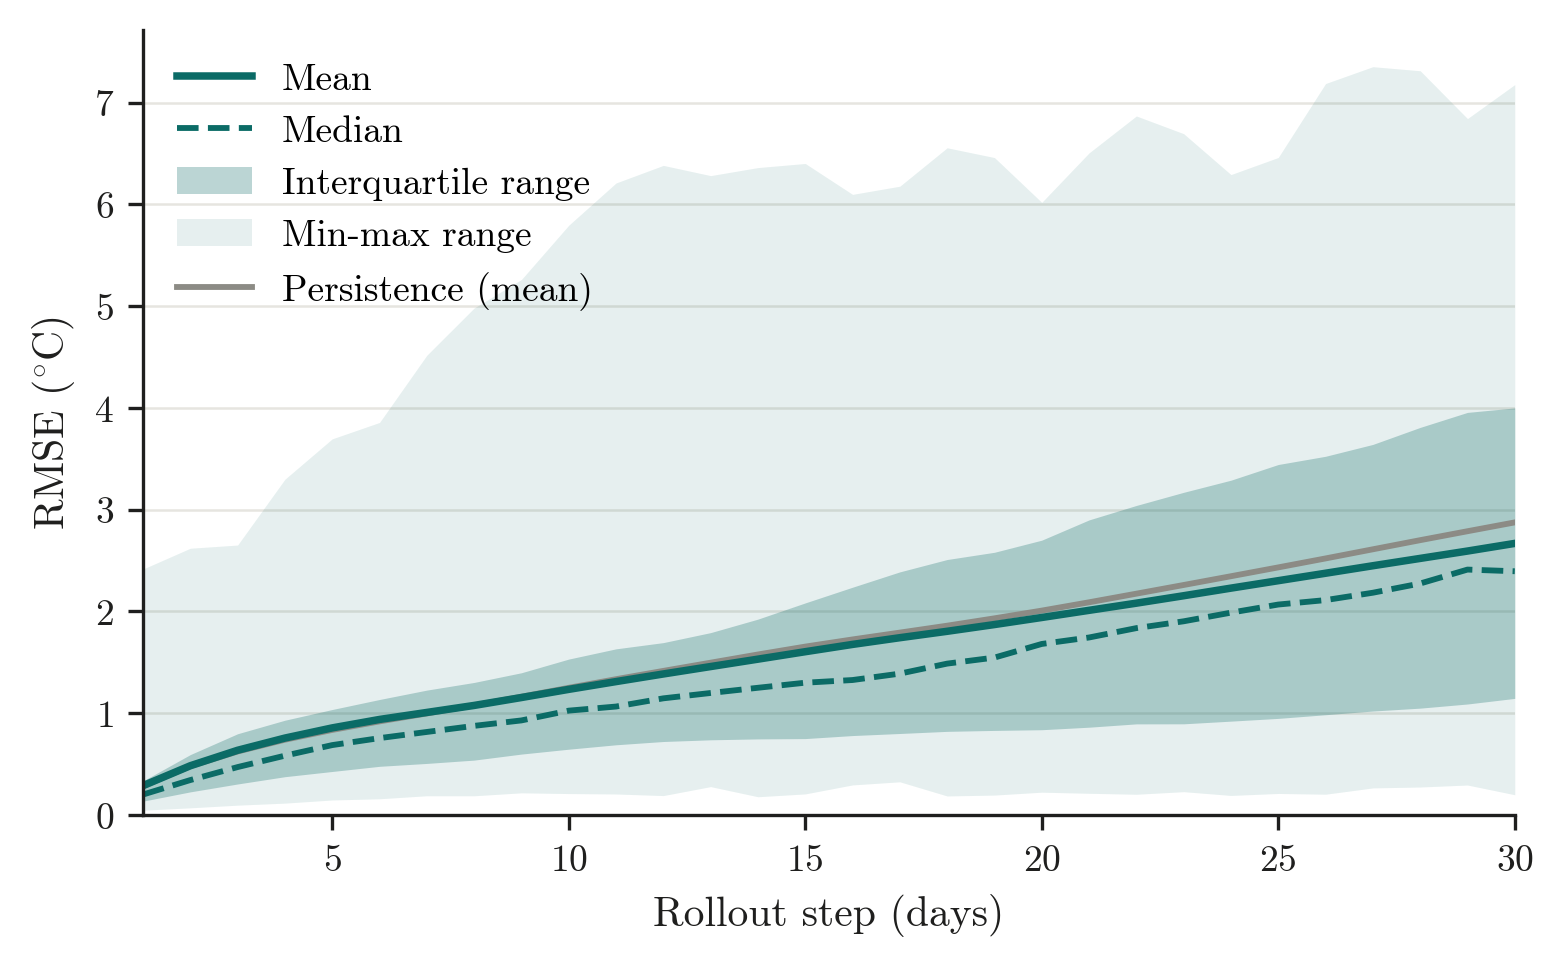 Mean
Median
Interquartile range
Min-max range
Persistence (mean)
7
6
5
4
3
2
1
0
RMSE (°C)
5 10 15 20 25 30
Rollout step (days)